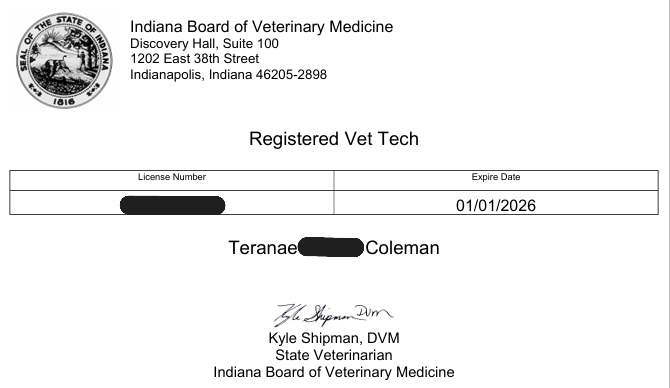 SEAL OF THE STATE OF INDIANA
1816
Indiana Board of Veterinary Medicine
Discovery Hall, Suite 100
1202 East 38th Street
Indianapolis, Indiana 46205-2898
Registered Vet Tech
License Number
Expire Date
01/01/2026
Teranae Coleman
Kyle Shipman DVM
Kyle Shipman, DVM
State Veterinarian
Indiana Board of Veterinary Medicine